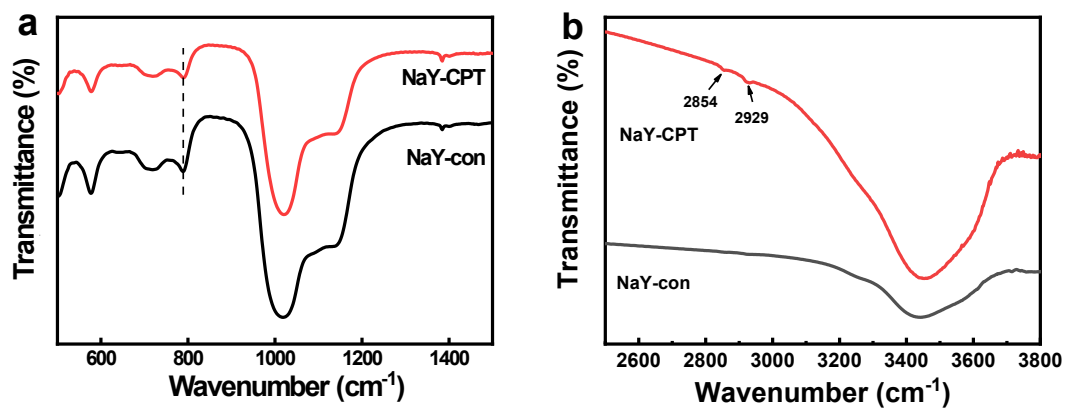 a
Transmittance (%)
NaY-CPT
NaY-con
600 800 1000 1200 1400
Wavenumber (cm⁻¹)
b
Transmittance (%)
2854
2929
NaY-CPT
NaY-con
2600 2800 3000 3200 3400 3600 3800
Wavenumber (cm⁻¹)